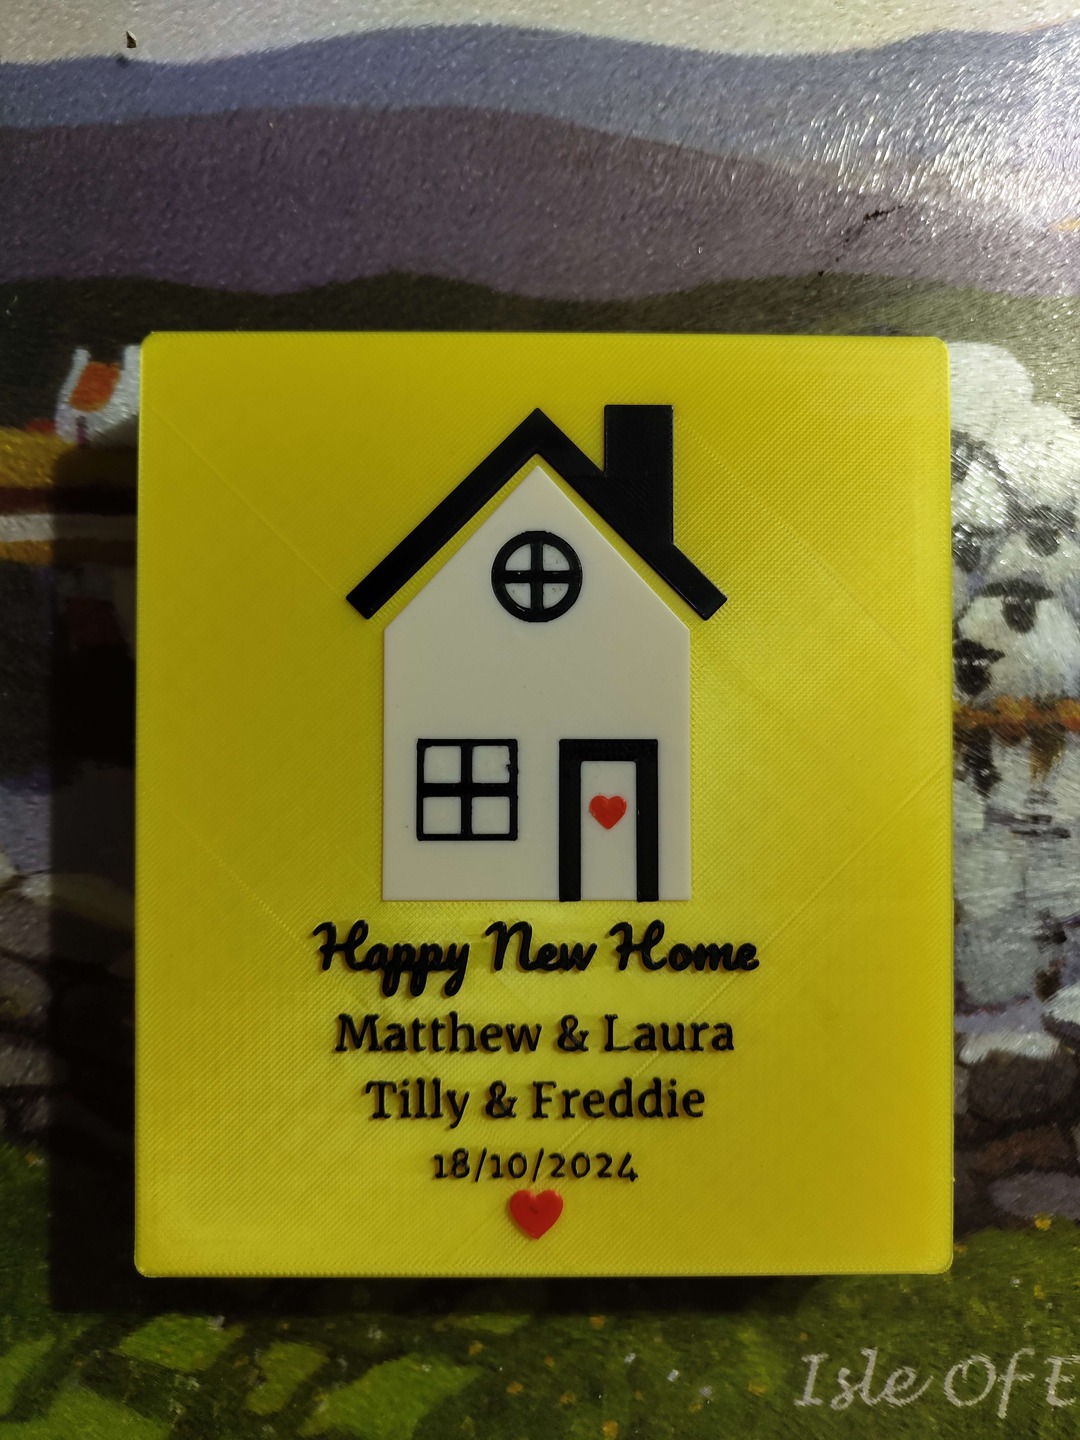 Happy New Home
Matthew & Laura
Tilly & Freddie
18/10/2024
Isle Of